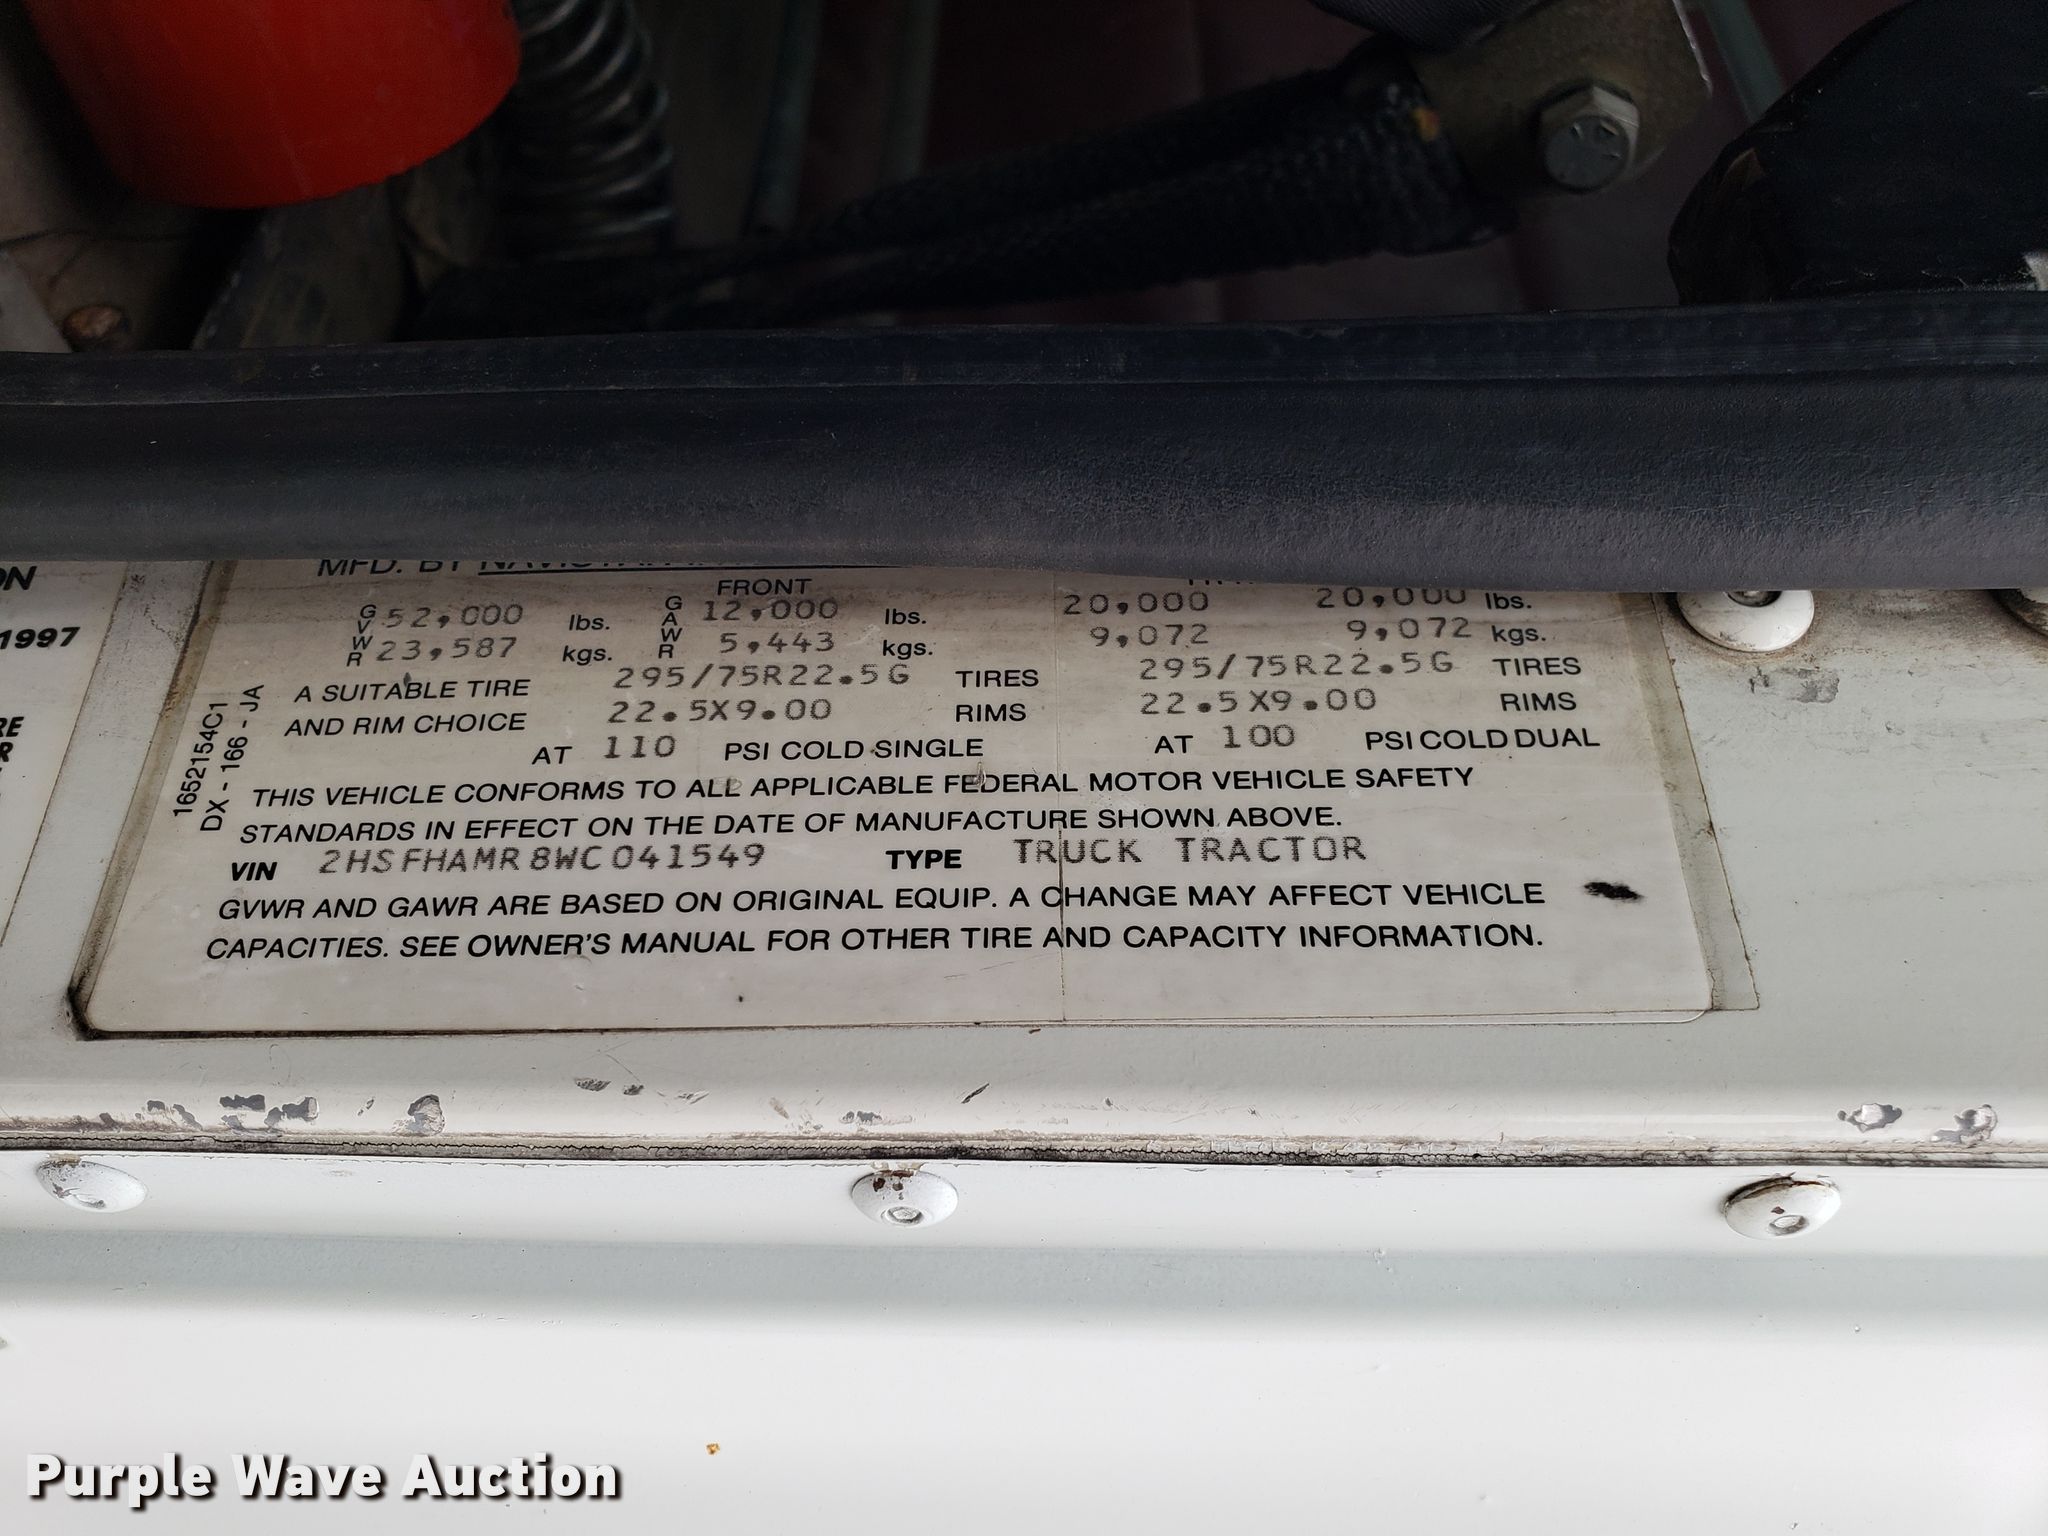 MFD. BY NAVISTAR
FRONT
GVWR 52,000 lbs. GAWR 12,000 lbs. 20,000 20,000 lbs.
23,587 kgs. 5,443 kgs. 9,072 9,072 kgs.
A SUITABLE TIRE 295/75R22.5G TIRES 295/75R22.5G TIRES
AND RIM CHOICE 22.5X9.00 RIMS 22.5X9.00 RIMS
AT 110 PSI COLD SINGLE AT 100 PSI COLD DUAL
THIS VEHICLE CONFORMS TO ALL APPLICABLE FEDERAL MOTOR VEHICLE SAFETY
STANDARDS IN EFFECT ON THE DATE OF MANUFACTURE SHOWN ABOVE.
VIN 2HSFHAMR8WC041549 TYPE TRUCK TRACTOR
GVWR AND GAWR ARE BASED ON ORIGINAL EQUIP. A CHANGE MAY AFFECT VEHICLE
CAPACITIES. SEE OWNER'S MANUAL FOR OTHER TIRE AND CAPACITY INFORMATION.
1652154C1
DX - 166 - JA
ON
1997
RE
R
Purple Wave Auction